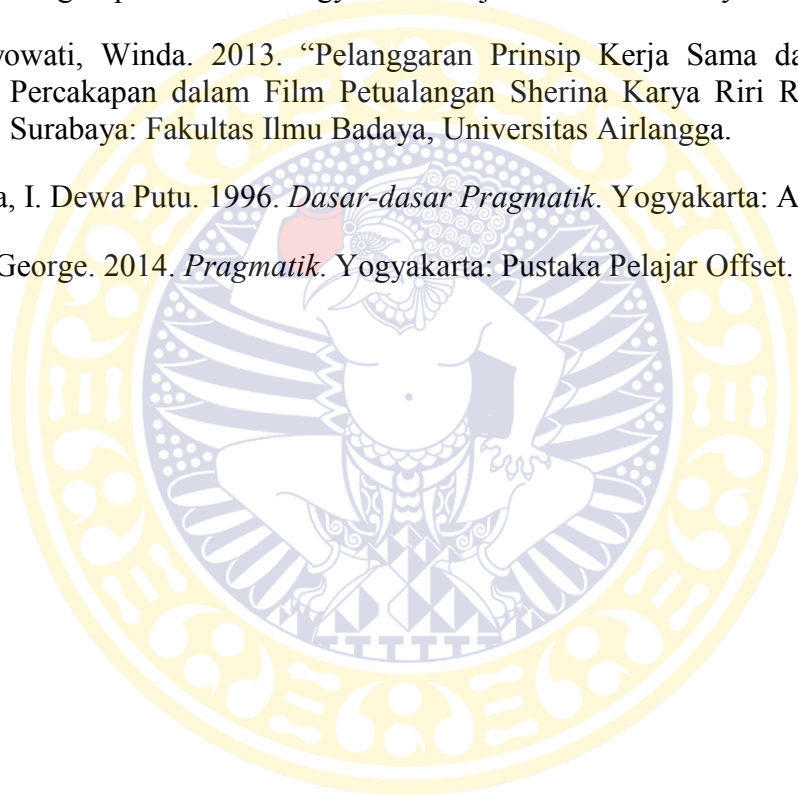 yowati, Winda. 2013. “Pelanggaran Prinsip Kerja Sama da
Percakapan dalam Film Petualangan Sherina Karya Riri R
Surabaya: Fakultas Ilmu Badaya, Universitas Airlangga.
a, I. Dewa Putu. 1996. Dasar-dasar Pragmatik. Yogyakarta: A
George. 2014. Pragmatik. Yogyakarta: Pustaka Pelajar Offset.